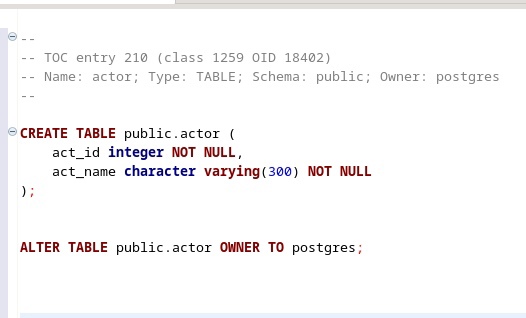 --
-- TOC entry 210 (class 1259 OID 18402)
-- Name: actor; Type: TABLE; Schema: public; Owner: postgres
--
CREATE TABLE public.actor (
    act_id integer NOT NULL,
    act_name character varying(300) NOT NULL
);
ALTER TABLE public.actor OWNER TO postgres;